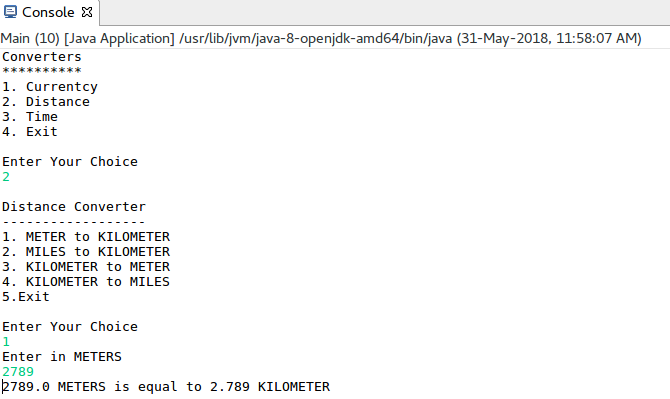 Console
Main (10) [Java Application] /usr/lib/jvm/java-8-openjdk-amd64/bin/java (31-May-2018, 11:58:07 AM)
Converters
**********
1. Currentcy
2. Distance
3. Time
4. Exit
Enter Your Choice
2
Distance Converter
------------------
1. METER to KILOMETER
2. MILES to KILOMETER
3. KILOMETER to METER
4. KILOMETER to MILES
5.Exit
Enter Your Choice
1
Enter in METERS
2789
2789.0 METERS is equal to 2.789 KILOMETER